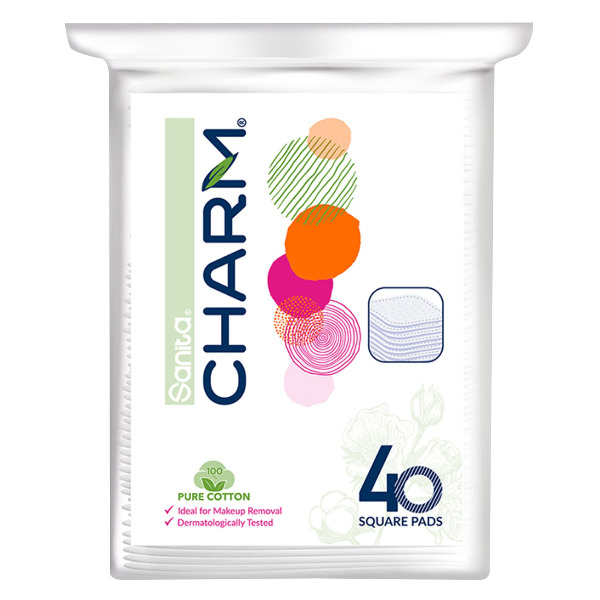 Sanita®
CHARM®
100%
PURE COTTON
✓ Ideal for Makeup Removal
✓ Dermatologically Tested
40
SQUARE PADS